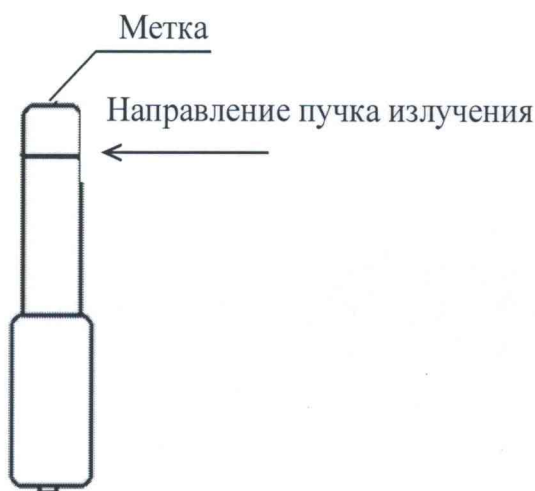 Метка
Направление пучка излучения